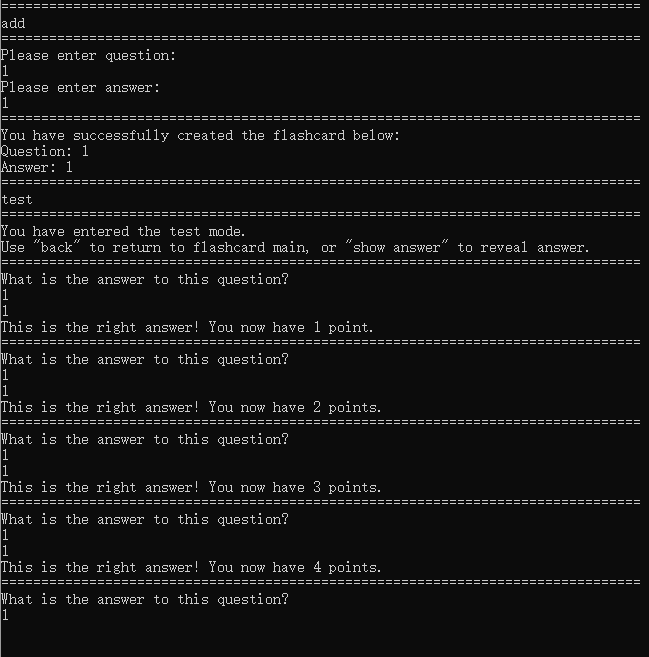 ================================================================================
add
================================================================================
Please enter question:
1
Please enter answer:
1
================================================================================
You have successfully created the flashcard below:
Question: 1
Answer: 1
================================================================================
test
================================================================================
You have entered the test mode.
Use "back" to return to flashcard main, or "show answer" to reveal answer.
================================================================================
What is the answer to this question?
1
1
This is the right answer! You now have 1 point.
================================================================================
What is the answer to this question?
1
1
This is the right answer! You now have 2 points.
================================================================================
What is the answer to this question?
1
1
This is the right answer! You now have 3 points.
================================================================================
What is the answer to this question?
1
1
This is the right answer! You now have 4 points.
================================================================================
What is the answer to this question?
1